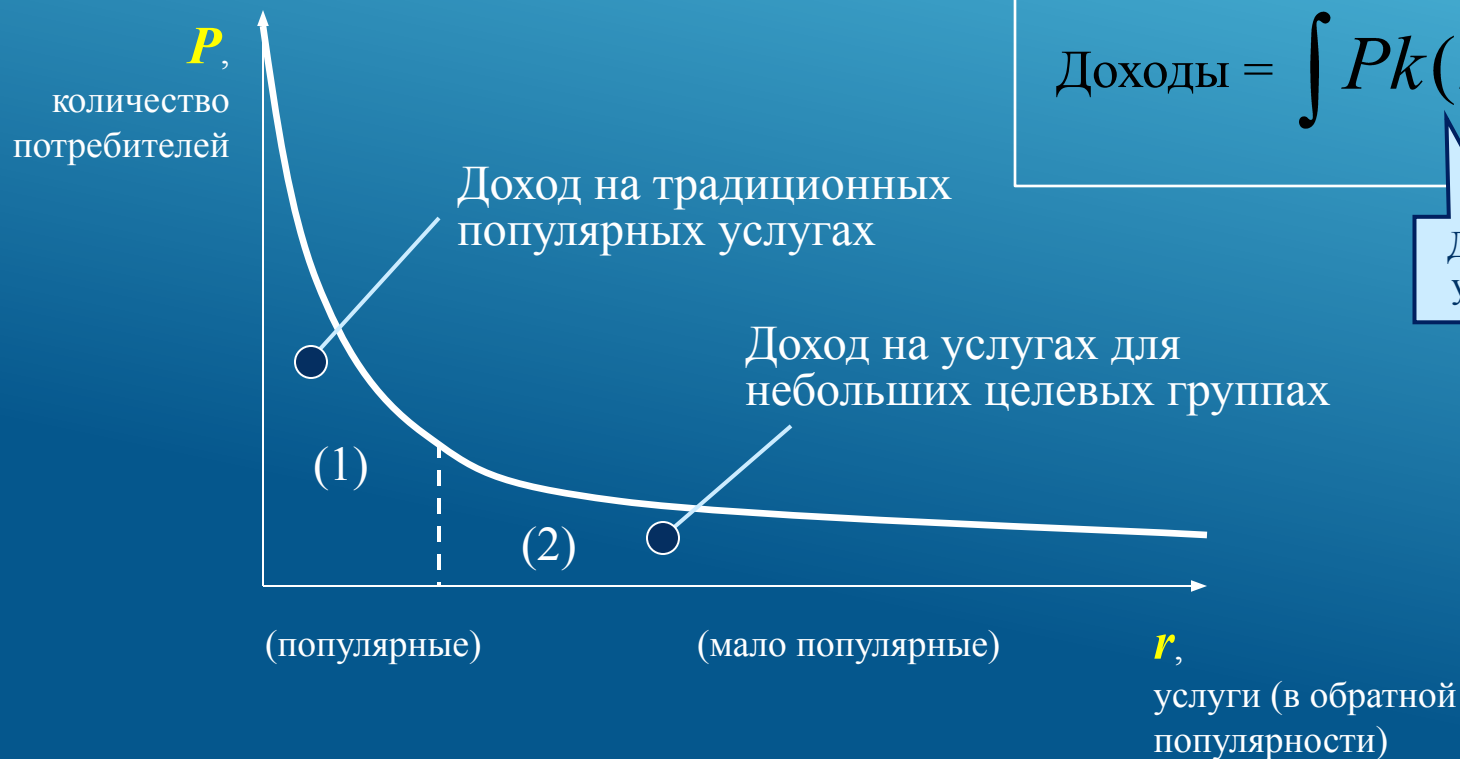 P,
количество
потребителей
Доходы = ∫ Pk(
Доход на традиционных
популярных услугах
Доход на услугах для
небольших целевых группах
(1)
(2)
(популярные)
(мало популярные)
r,
услуги (в обратной
популярности)